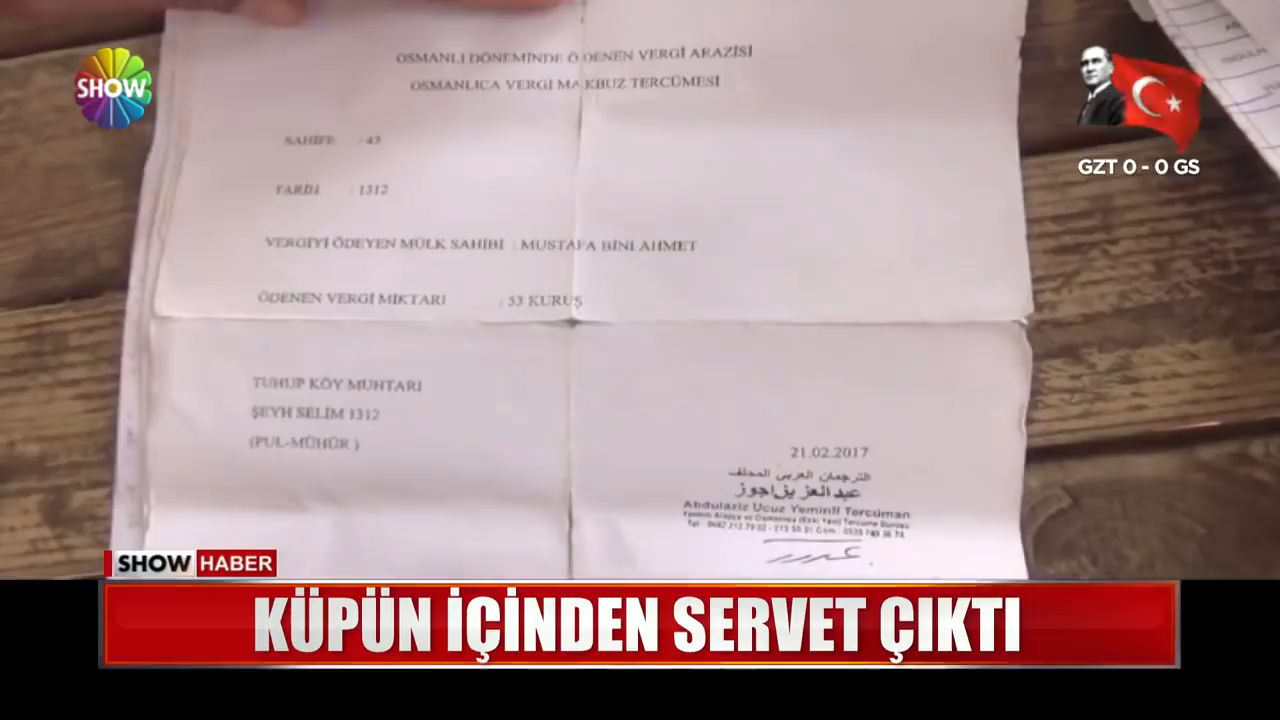 OSMANLI DÖNEMİNDE ÖDENEN VERGİ ARAZİSİ
OSMANLICA VERGİ MAKBUZ TERCÜMESİ
SHOW
GZT 0 - 0 GS
SAHİFE : 43
TARİH : 1312
VERGİYİ ÖDEYEN MÜLK SAHİBİ : MUSTAFA BİNİ AHMET
ÖDENEN VERGİ MİKTARI : 53 KURUŞ
TUHUP KÖY MUHTARI
ŞEYH SELİM 1312
(PUL-MÜHÜR )
21.02.2017
الترجمان العربي المحلف
عبدالعزيز اجوز
Abdulaziz Ucuz Yeminli Tercüman
SHOW HABER
KÜPÜN İÇİNDEN SERVET ÇIKTI